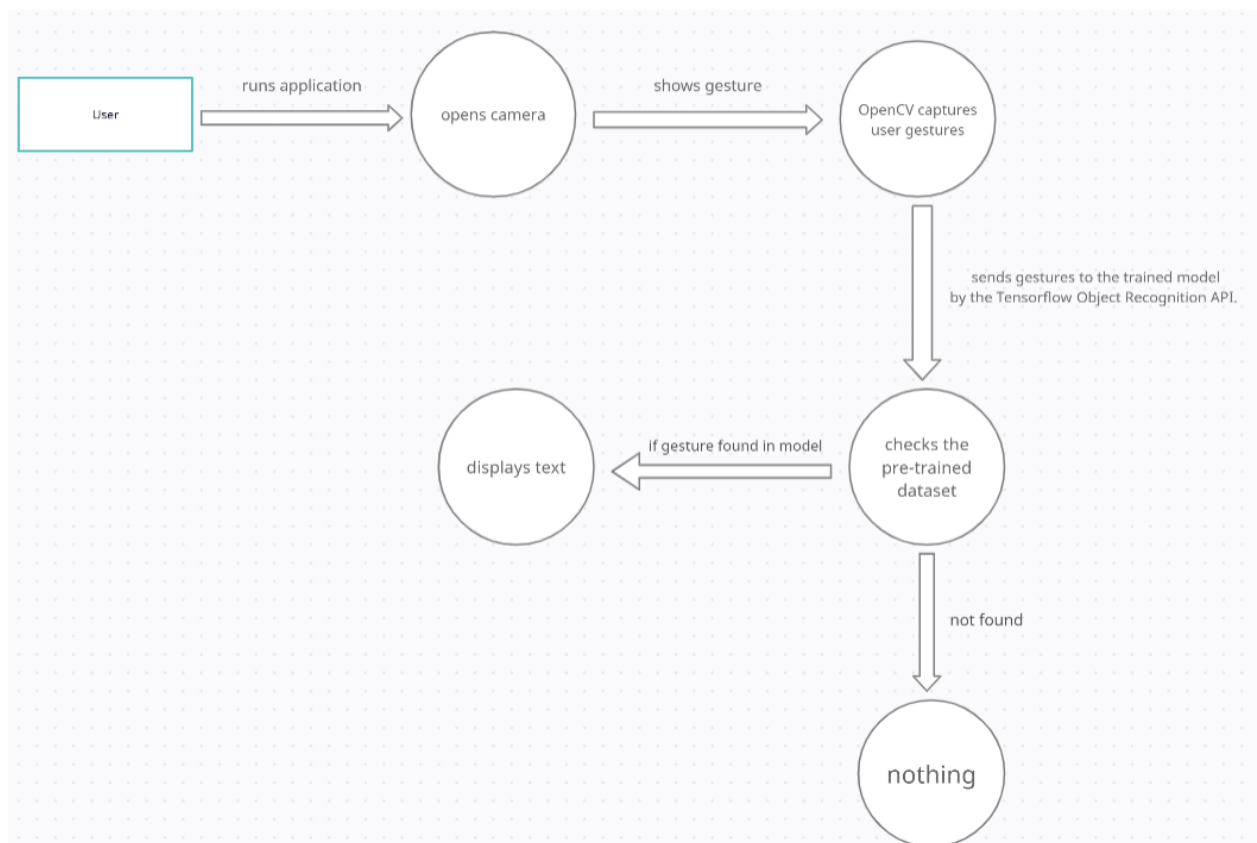 User
runs application
opens camera
shows gesture
OpenCV captures
user gestures
sends gestures to the trained model
by the Tensorflow Object Recognition API.
checks the
pre-trained
dataset
if gesture found in model
displays text
not found
nothing